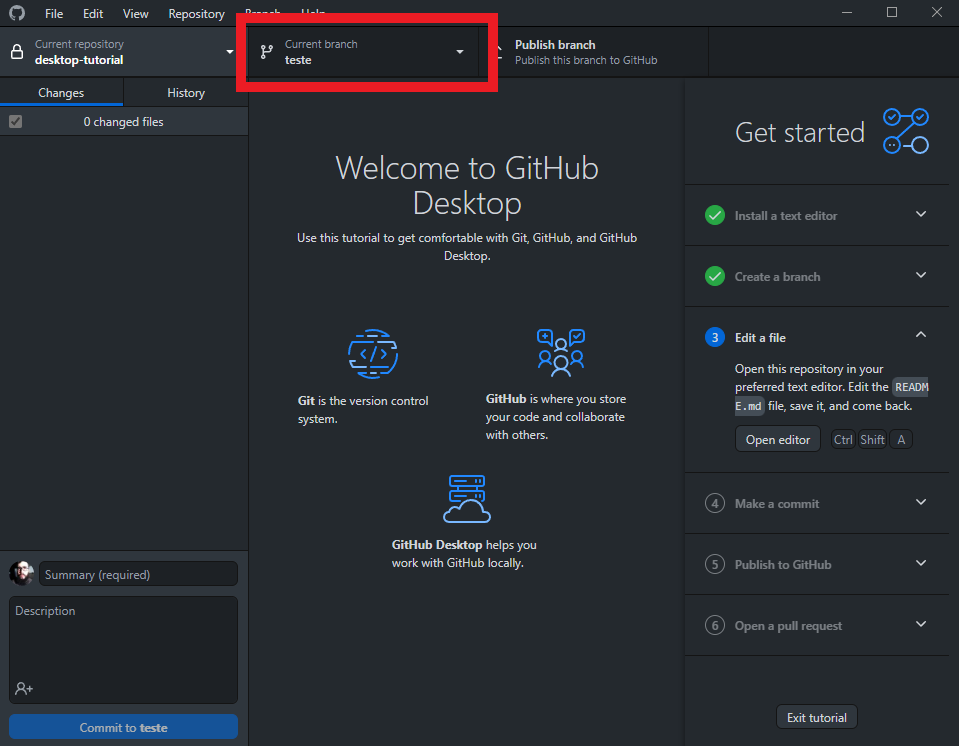 File Edit View Repository Branch Help
Current repository
desktop-tutorial
Current branch
teste
Publish branch
Publish this branch to GitHub
Changes History
0 changed files
Welcome to GitHub
Desktop
Use this tutorial to get comfortable with Git, GitHub, and GitHub
Desktop.
Git is the version control
system.
GitHub is where you store
your code and collaborate
with others.
GitHub Desktop helps you
work with GitHub locally.
Get started
Install a text editor
Create a branch
3 Edit a file
Open this repository in your
preferred text editor. Edit the READM
E.md file, save it, and come back.
Open editor Ctrl Shift A
4 Make a commit
5 Publish to GitHub
6 Open a pull request
Exit tutorial
Summary (required)
Description
Commit to teste